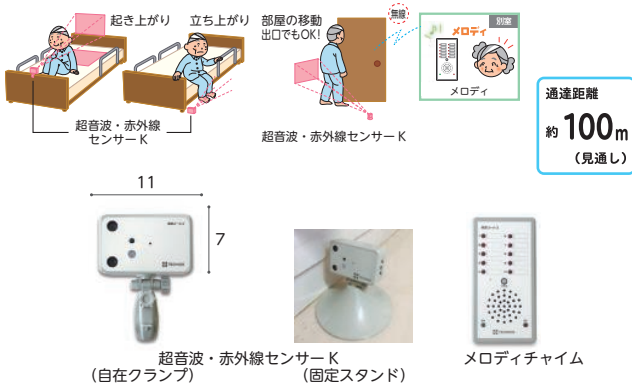 起き上がり
立ち上がり
部屋の移動
出口でもOK!
無線
別室
メロディ
メロディ
超音波・赤外線
センサーK
超音波・赤外線センサーK
通達距離
約100m
(見通し)
11
7
超音波・赤外線センサーK
(自在クランプ)
(固定スタンド)
メロディチャイム